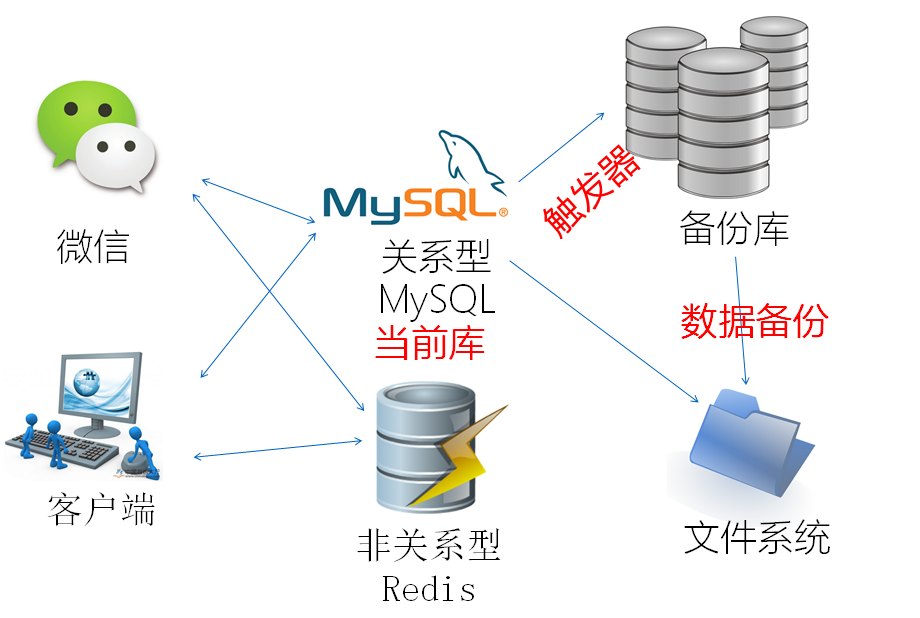 微信
MySQL®
关系型
MySQL
当前库
触发器
备份库
数据备份
客户端
非关系型
Redis
文件系统